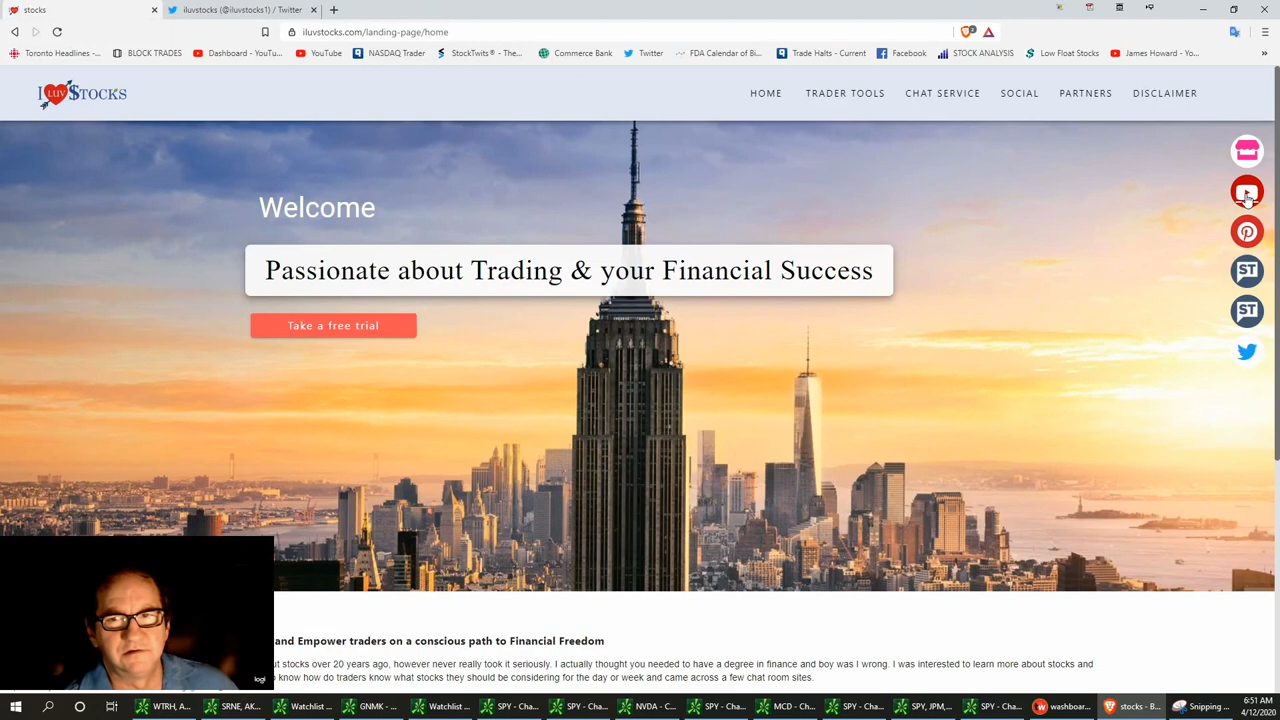 stocks
iluvstocks (@iluvstocks1) / Twitter
iluvstocks.com/landing-page/home
2
Toronto Headlines -...
BLOCK TRADES
Dashboard - YouTu...
YouTube
NASDAQ Trader
StockTwits® - The...
Commerce Bank
Twitter
FDA Calendar of Bi...
Trade Halts - Current
Facebook
STOCK ANALYSIS
Low Float Stocks
James Howard - Yo...
I LUV $TOCKS
HOME
TRADER TOOLS
CHAT SERVICE
SOCIAL
PARTNERS
DISCLAIMER
Welcome
Passionate about Trading & your Financial Success
Take a free trial
ST
ST
and Empower traders on a conscious path to Financial Freedom
ut stocks over 20 years ago, however never really took it seriously. I actually thought you needed to have a degree in finance and boy was I wrong. I was interested to learn more about stocks and
know how do traders know what stocks they should be considering for the day or week and came across a few chat room sites.
logi
WTRH, A...
SRNE, AK...
Watchlist ...
GNMK - ...
SPY - Cha...
SPY - Cha...
Watchlist ...
SPY - Cha...
NVDA - C...
SPY - Cha...
MCD - Ch...
SPY - Cha...
SPY, JPM,...
SPY - Cha...
washboar...
stocks - B...
Snipping ...
6:51 AM
4/12/2020